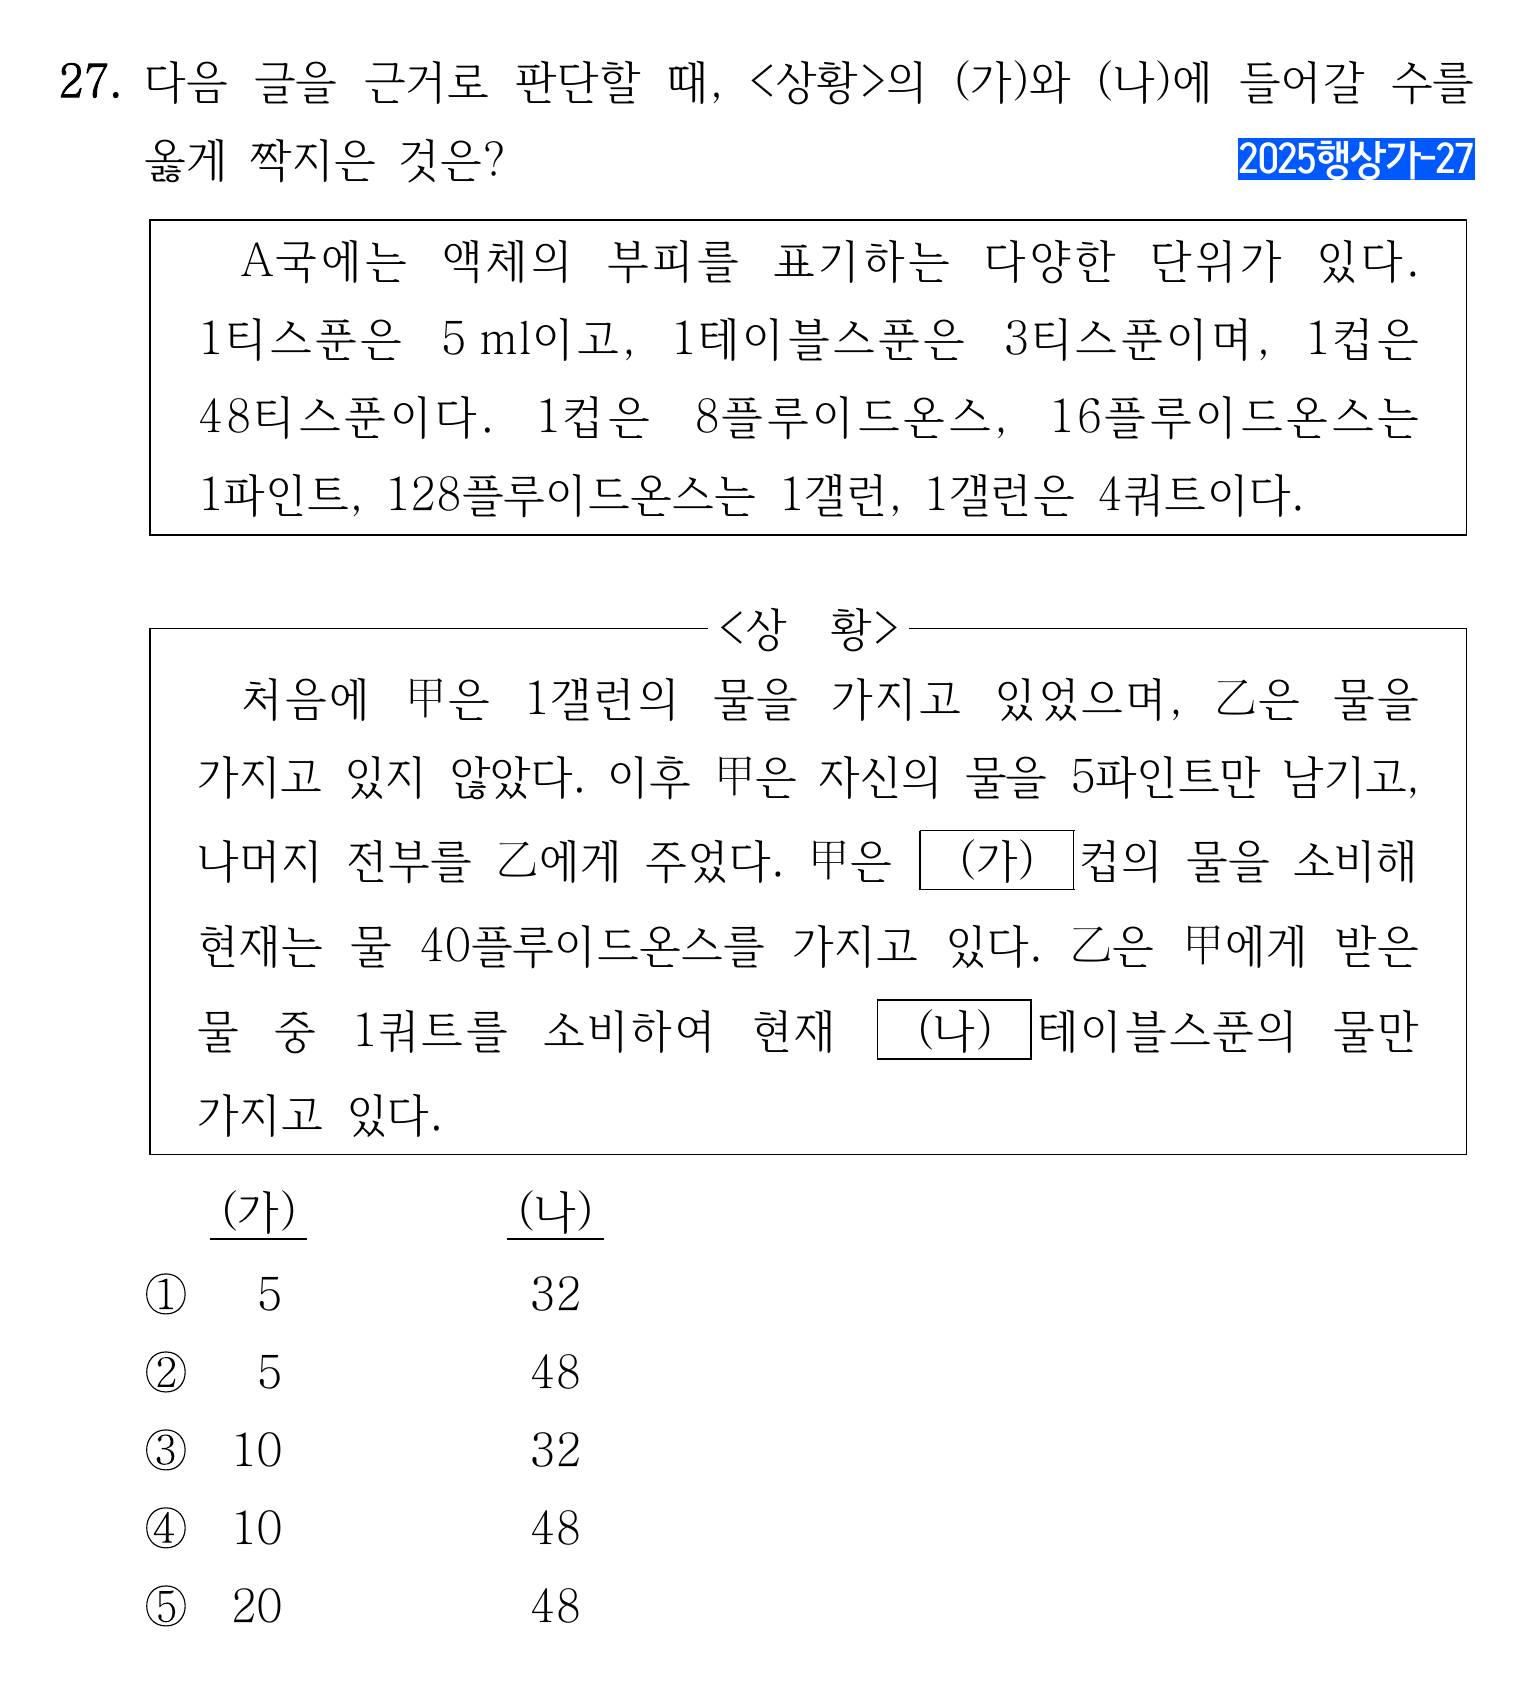 27. 다음 글을 근거로 판단할 때, <상황>의 (가)와 (나)에 들어갈 수를
옳게 짝지은 것은?
2025행상가-27
A국에는 액체의 부피를 표기하는 다양한 단위가 있다.
1티스푼은 5 ml이고, 1테이블스푼은 3티스푼이며, 1컵은
48티스푼이다. 1컵은 8플루이드온스, 16플루이드온스는
1파인트, 128플루이드온스는 1갤런, 1갤런은 4쿼트이다.
<상 황>
처음에 甲은 1갤런의 물을 가지고 있었으며, 乙은 물을
가지고 있지 않았다. 이후 甲은 자신의 물을 5파인트만 남기고,
나머지 전부를 乙에게 주었다. 甲은 (가) 컵의 물을 소비해
현재는 물 40플루이드온스를 가지고 있다. 乙은 甲에게 받은
물 중 1쿼트를 소비하여 현재 (나) 테이블스푼의 물만
가지고 있다.
(가) (나)
① 5 32
② 5 48
③ 10 32
④ 10 48
⑤ 20 48